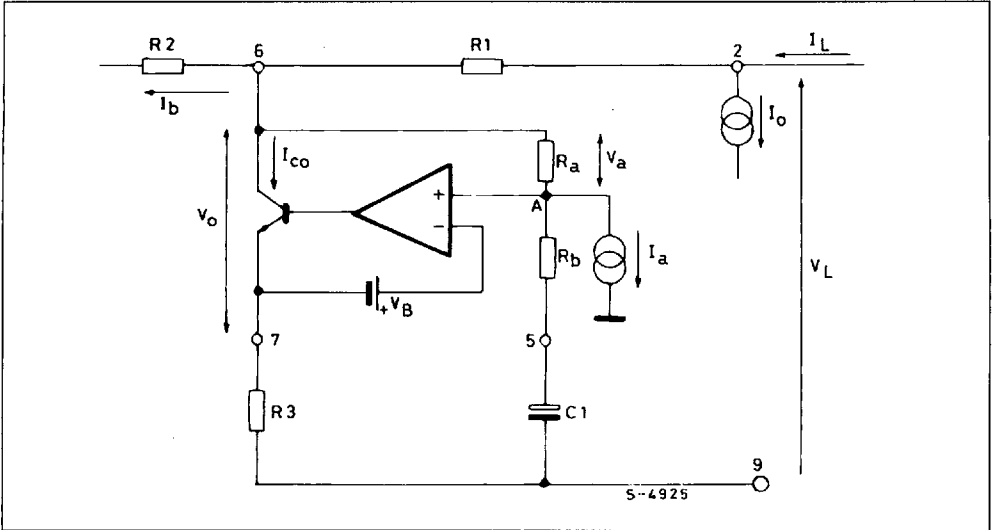 R2
6
R1
2
I_L
I_b
I_o
I_co
R_a
V_a
+
A
V_o
−
R_b
I_a
V_L
+
V_B
7
5
R3
C1
9
S-4925